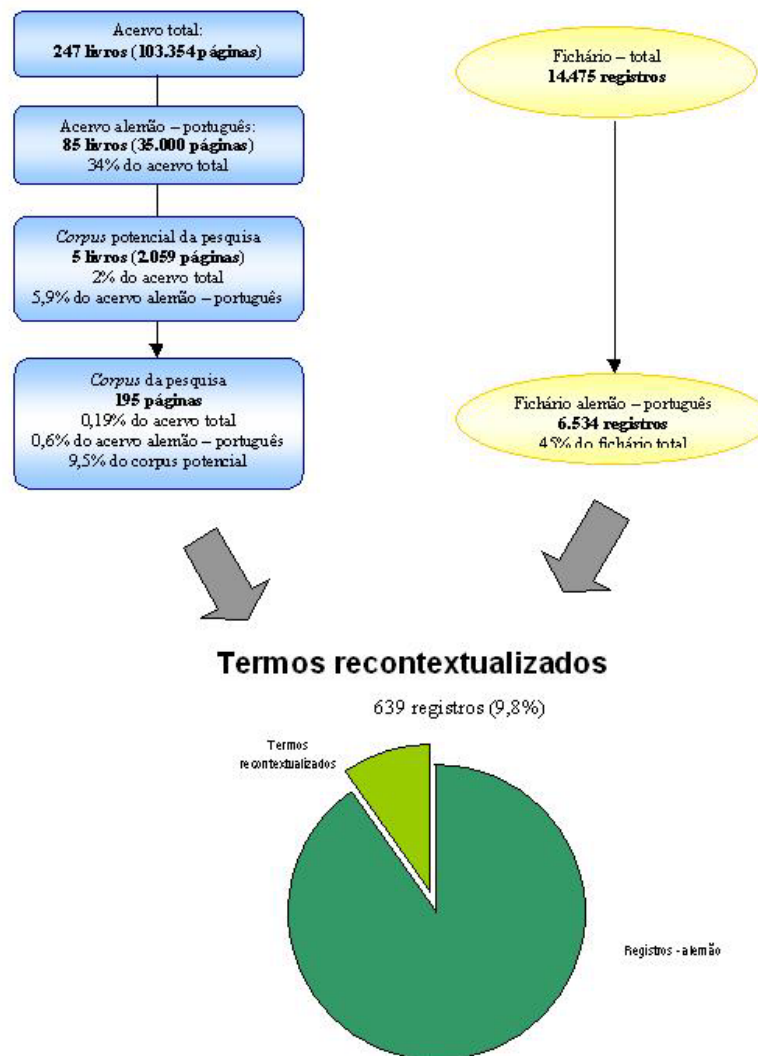 Acervo total:
247 livros (103.354 páginas)
Acervo alemão – português:
85 livros (35.000 páginas)
34% do acervo total
Corpus potencial da pesquisa
5 livros (2.059 páginas)
2% do acervo total
5,9% do acervo alemão – português
Corpus da pesquisa
195 páginas
0,19% do acervo total
0,6% do acervo alemão – português
9,5% do corpus potencial
Fichário – total
14.475 registros
Fichário alemão – português
6.534 registros
45% do fichário total
Termos recontextualizados
639 registros (9,8%)
Termos
recontextualizados
Registros - alemão